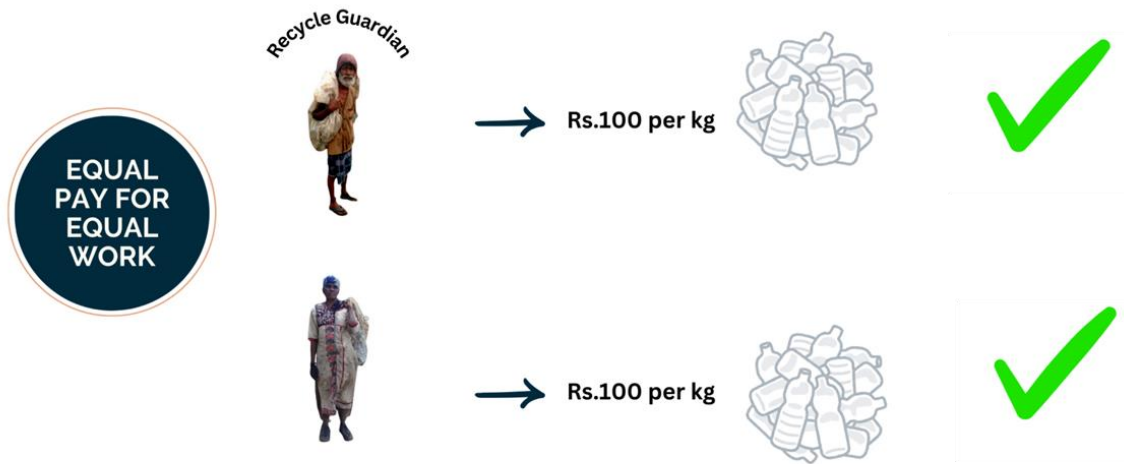 Recycle Guardian
EQUAL
PAY FOR
EQUAL
WORK
Rs.100 per kg
Rs.100 per kg